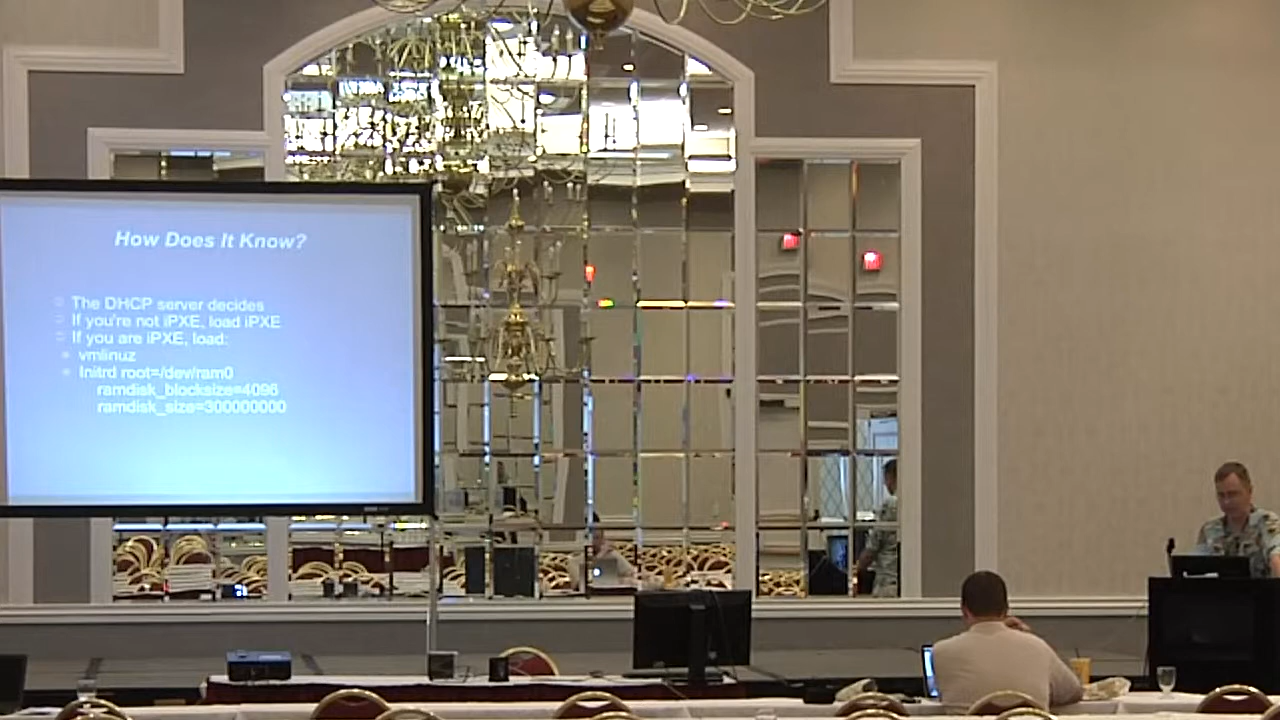 How Does It Know?
The DHCP server decides
If you're not iPXE, load iPXE
If you are iPXE, load:
vmlinuz
Initrd root=/dev/ram0
ramdisk_blocksize=4096
ramdisk_size=300000000